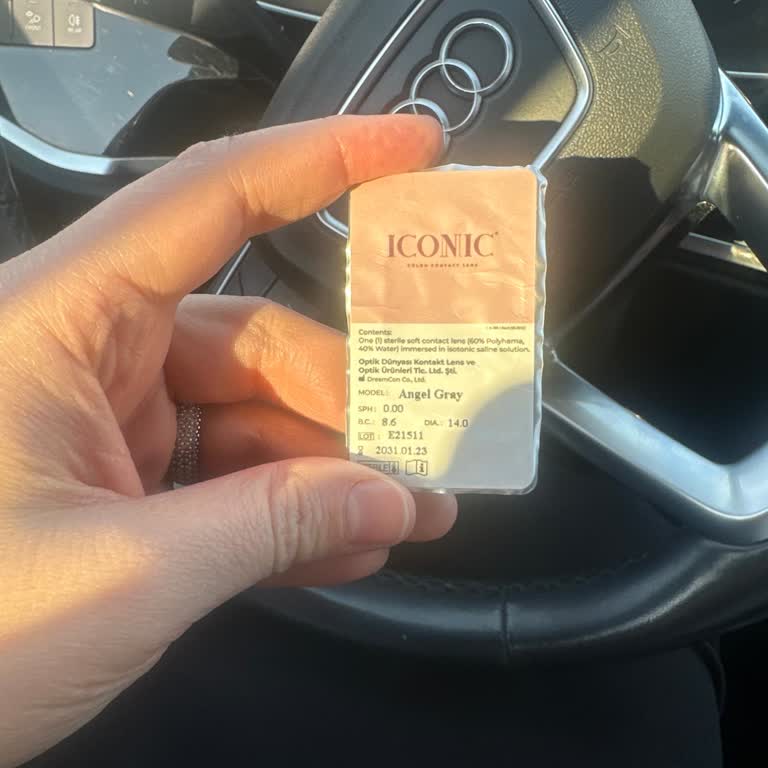 ICONIC
COLOR CONTACT LENS
Contents:
One (1) sterile soft contact lens (60% Polyhema,
40% Water) immersed in isotonic saline solution.
Optik Dünyası Kontakt Lens ve
Optik Ürünleri Tic. Ltd. Şti.
DreamCon Co., Ltd.
MODEL: Angel Gray
SPH: 0.00
B.C.: 8.6 DIA.: 14.0
LOT: E21511
2031.01.23